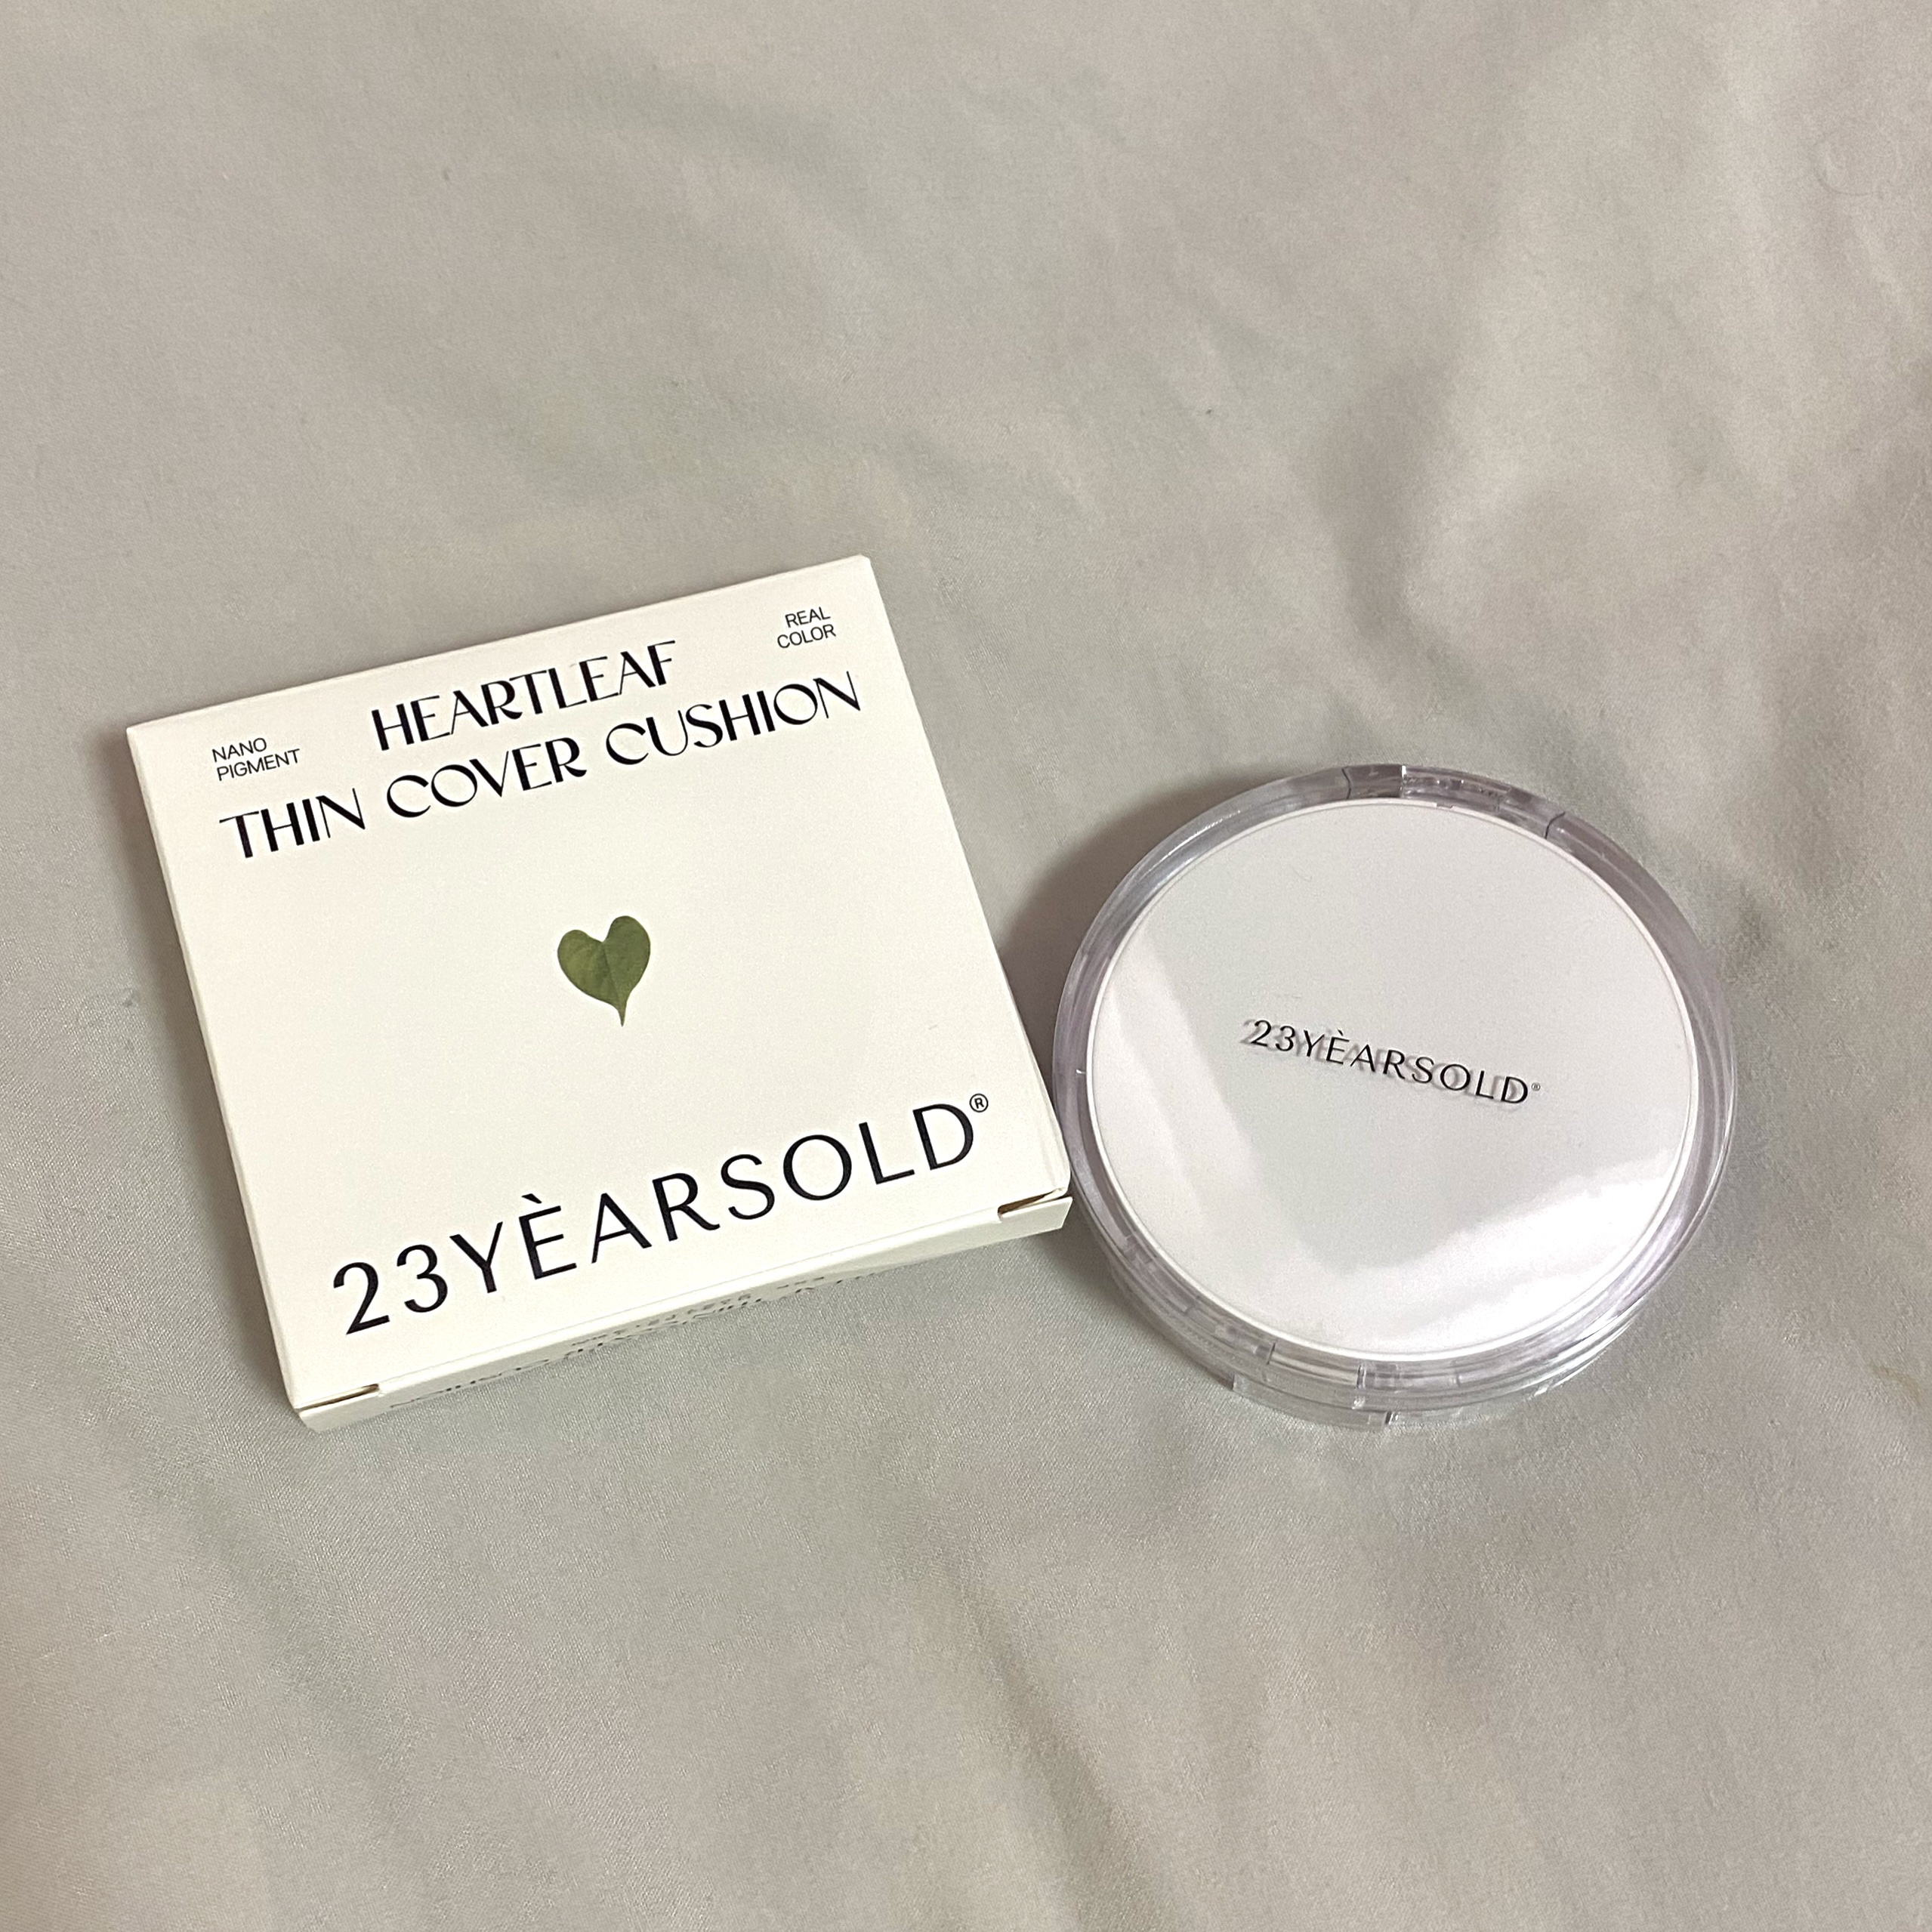 NANO
PIGMENT
REAL
COLOR
HEARTLEAF
THIN COVER CUSHION
23YÈARSOLD®
23YÈARSOLD®